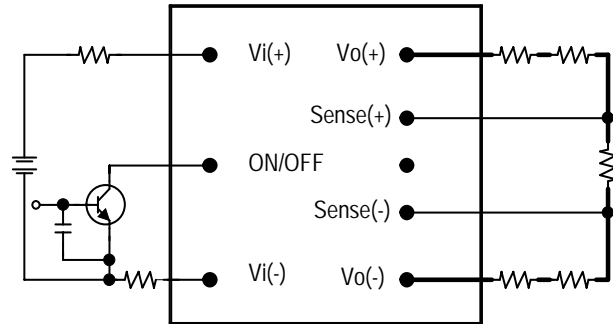 Vi(+) Vo(+)
Sense(+)
ON/OFF
Sense(-)
Vi(-) Vo(-)